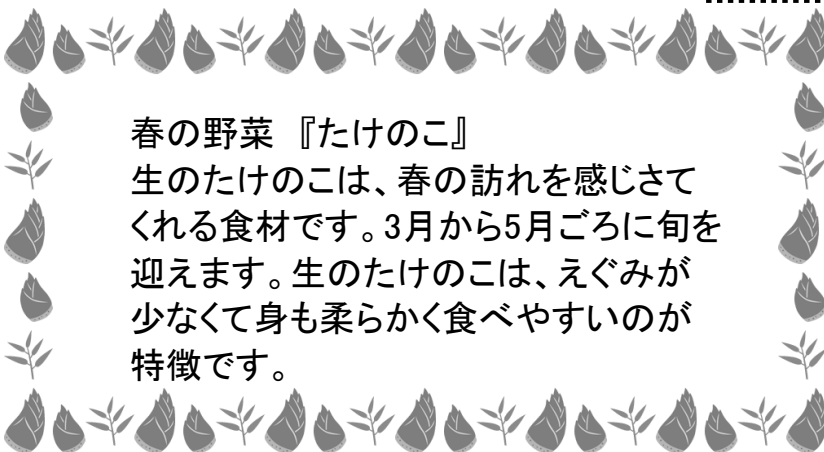 春の野菜　『たけのこ』
生のたけのこは、春の訪れを感じさて
くれる食材です。3月から5月ごろに旬を
迎えます。生のたけのこは、えぐみが
少なくて身も柔らかく食べやすいのが
特徴です。